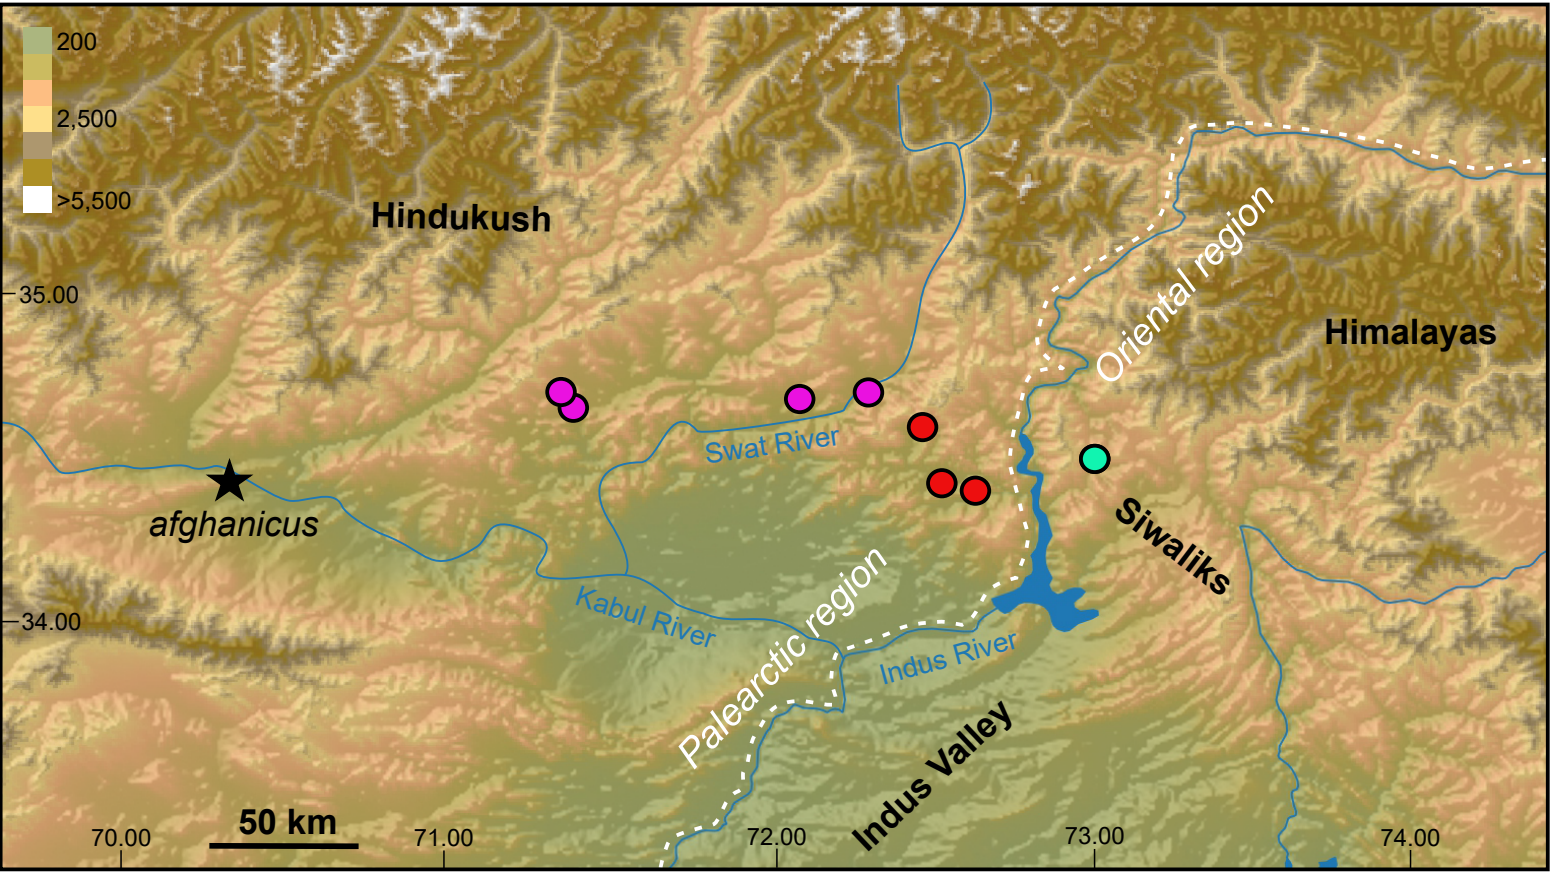 200
2,500
>5,500
Hindukush
Oriental region
35.00
Himalayas
Swat River
afghanicus
Siwaliks
34.00
Kabul River
Palearctic region
Indus River
Indus Valley
50 km
70.00
71.00
72.00
73.00
74.00